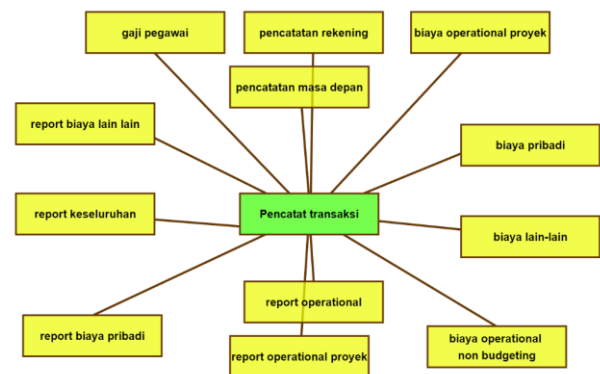 gaji pegawai
pencatatan rekening
biaya operational proyek
pencatatan masa depan
report biaya lain lain
biaya pribadi
report keseluruhan
Pencatat transaksi
biaya lain-lain
report operational
report biaya pribadi
report operational proyek
biaya operational
non budgeting